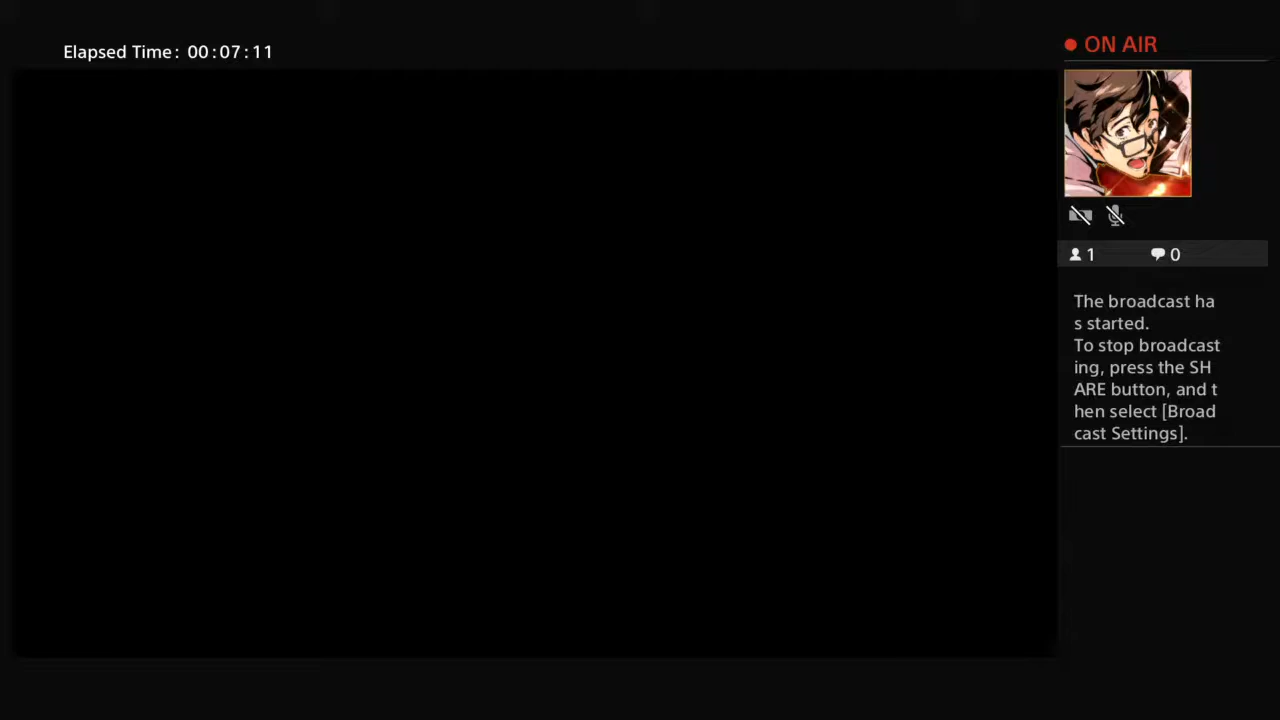 Elapsed Time: 00:07:11
ON AIR
1 0
The broadcast ha
s started.
To stop broadcast
ing, press the SH
ARE button, and t
hen select [Broad
cast Settings].